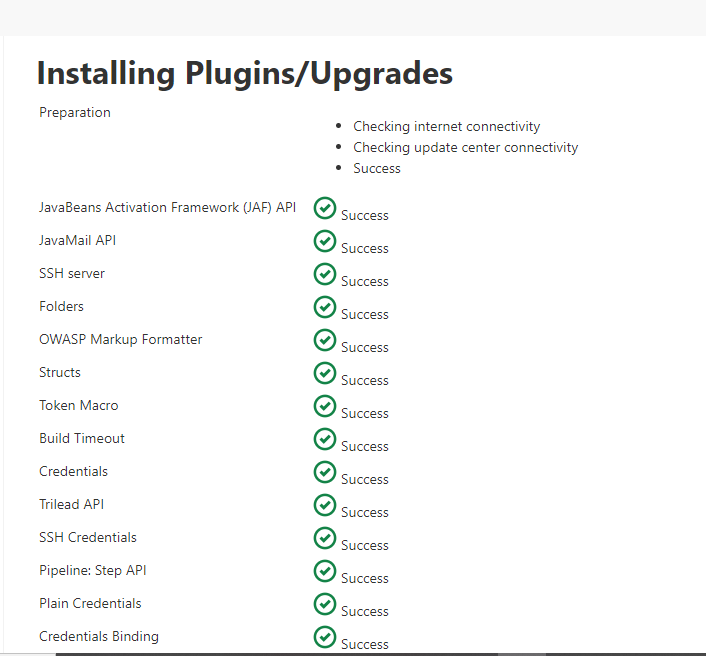 Installing Plugins/Upgrades
Preparation
Checking internet connectivity
Checking update center connectivity
Success
JavaBeans Activation Framework (JAF) API Success
JavaMail API Success
SSH server Success
Folders Success
OWASP Markup Formatter Success
Structs Success
Token Macro Success
Build Timeout Success
Credentials Success
Trilead API Success
SSH Credentials Success
Pipeline: Step API Success
Plain Credentials Success
Credentials Binding Success